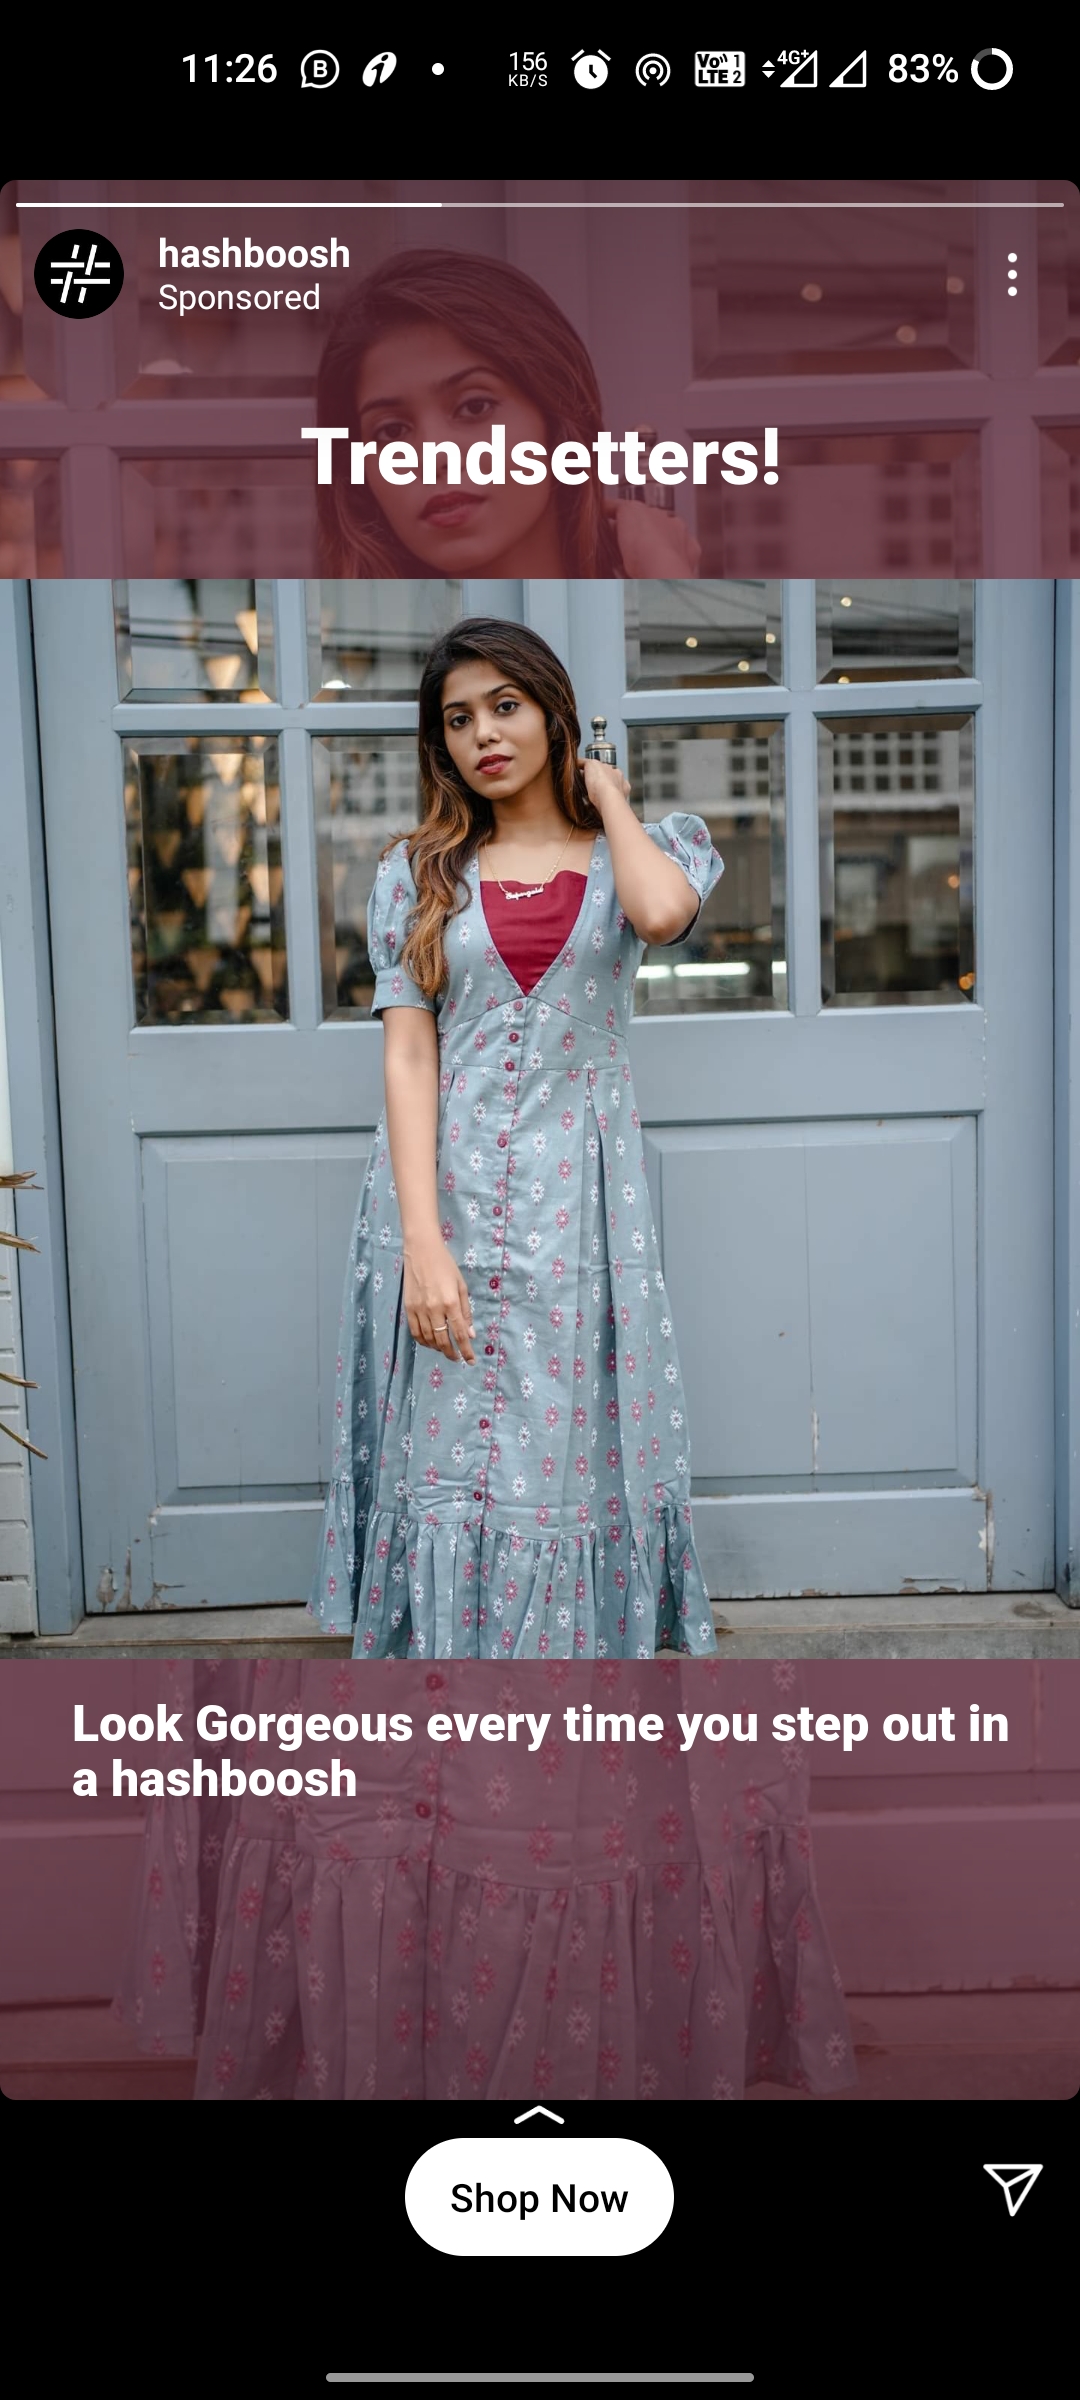 11:26
156
KB/S
Vo 1
LTE 2
4G+
83%
hashboosh
Sponsored
Trendsetters!
Look Gorgeous every time you step out in
a hashboosh
Shop Now